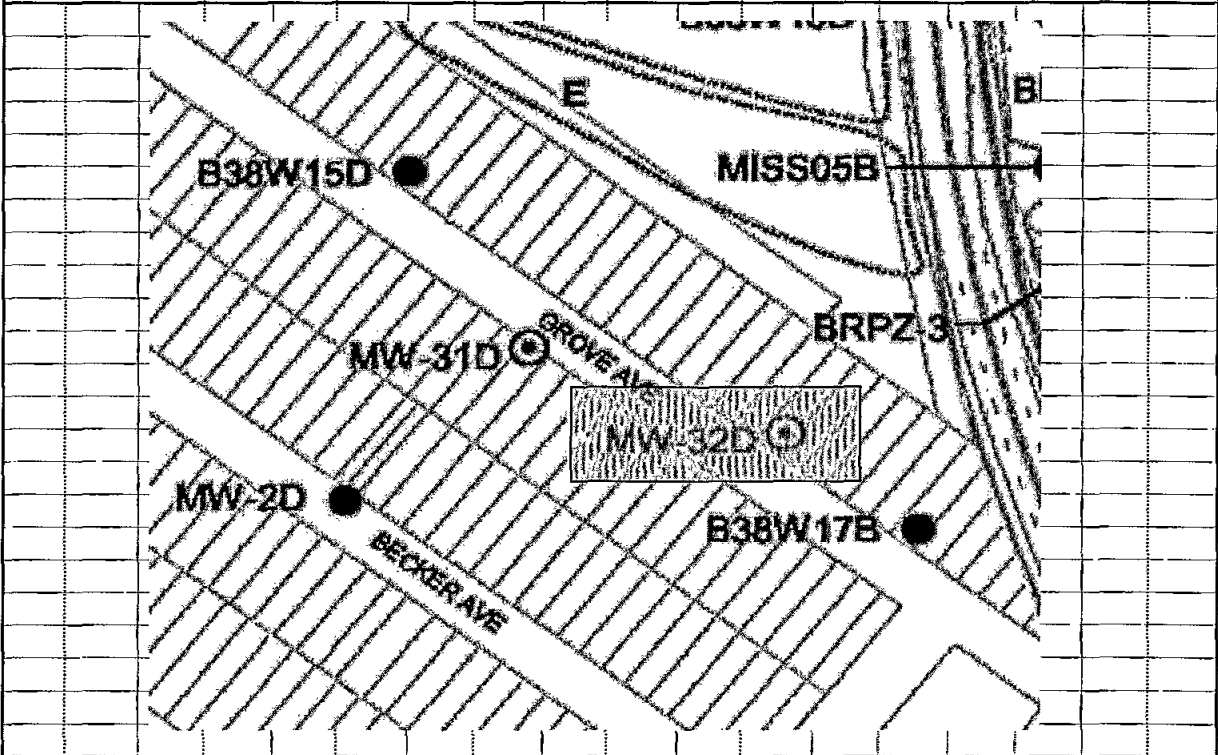 E
B
B38W15D
MISS05B
BRPZ-3
GROVE AVE
MW-31D
MW-32D
MW-2D
B38W17B
BECKER AVE